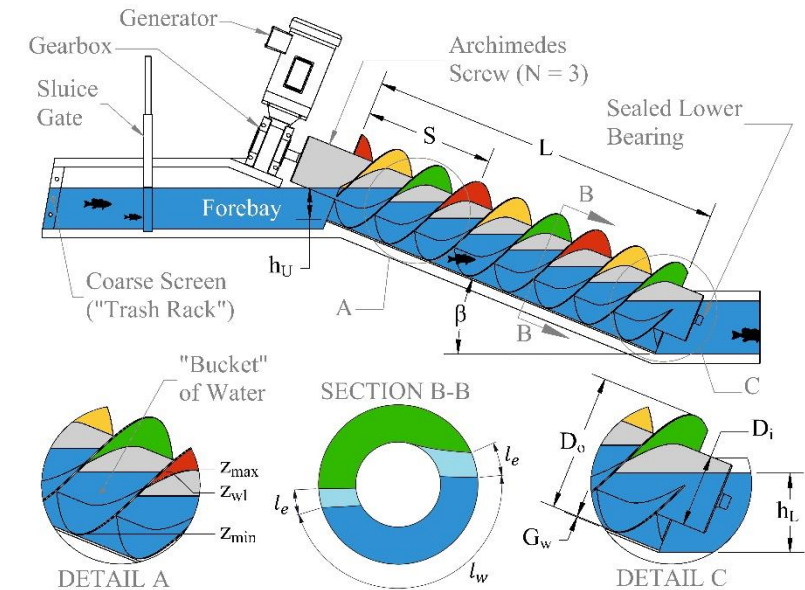 Generator
Gearbox
Sluice
Gate
Archimedes
Screw (N = 3)
Sealed Lower
Bearing
S
L
B
Forebay
h_U
Coarse Screen
("Trash Rack")
A
β
B
C
"Bucket"
of Water
SECTION B-B
z_max
z_wl
z_min
l_e
l_e
l_w
D_o
D_i
h_L
G_w
DETAIL A
DETAIL C